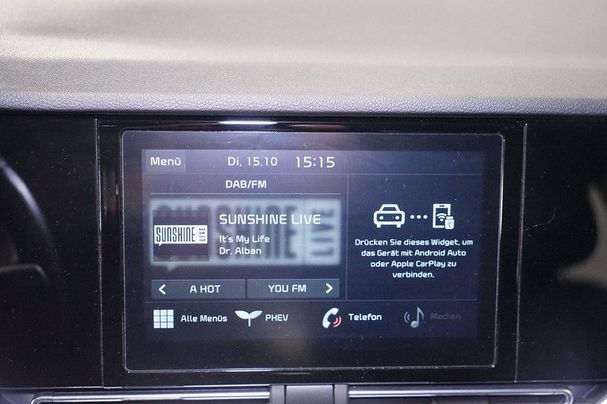 Menü
Di, 15.10
15:15
DAB/FM
SUNSHINE LIVE
SUNSHINE LIVE
It's My Life
Dr. Alban
A HOT
YOU FM
Drücken Sie dieses Widget, um
das Gerät mit Android Auto
oder Apple CarPlay zu
verbinden.
Alle Menüs
PHEV
Telefon
Medien